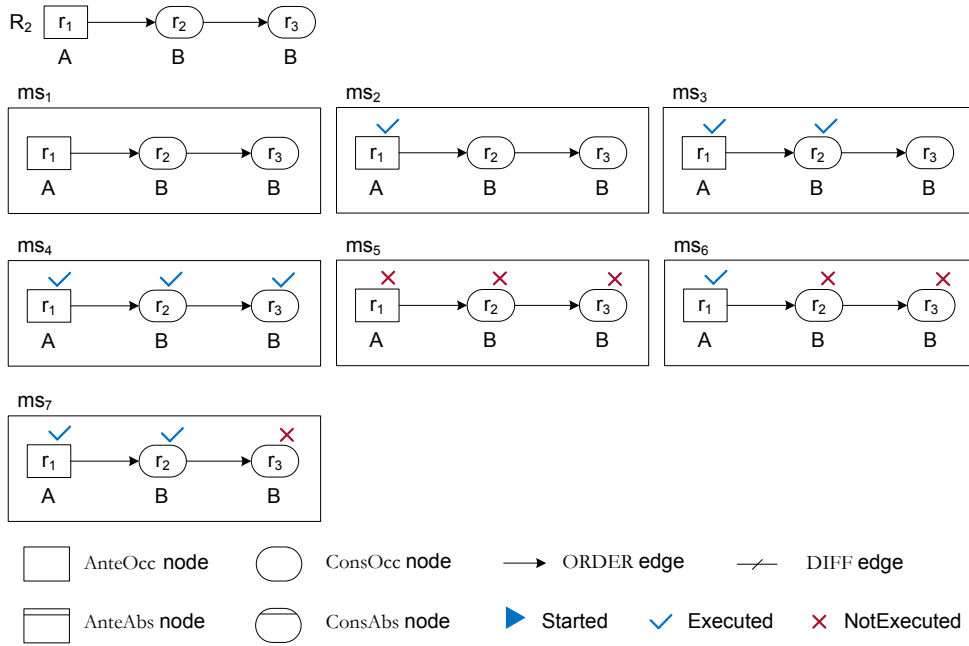 R₂ r₁ r₂ r₃
A B B
ms₁ ms₂ ms₃
r₁ r₂ r₃ r₁ r₂ r₃ r₁ r₂ r₃
A B B A B B A B B
ms₄ ms₅ ms₆
r₁ r₂ r₃ r₁ r₂ r₃ r₁ r₂ r₃
A B B A B B A B B
ms₇
r₁ r₂ r₃
A B B
AnteOcc node ConsOcc node ORDER edge DIFF edge
AnteAbs node ConsAbs node Started Executed NotExecuted